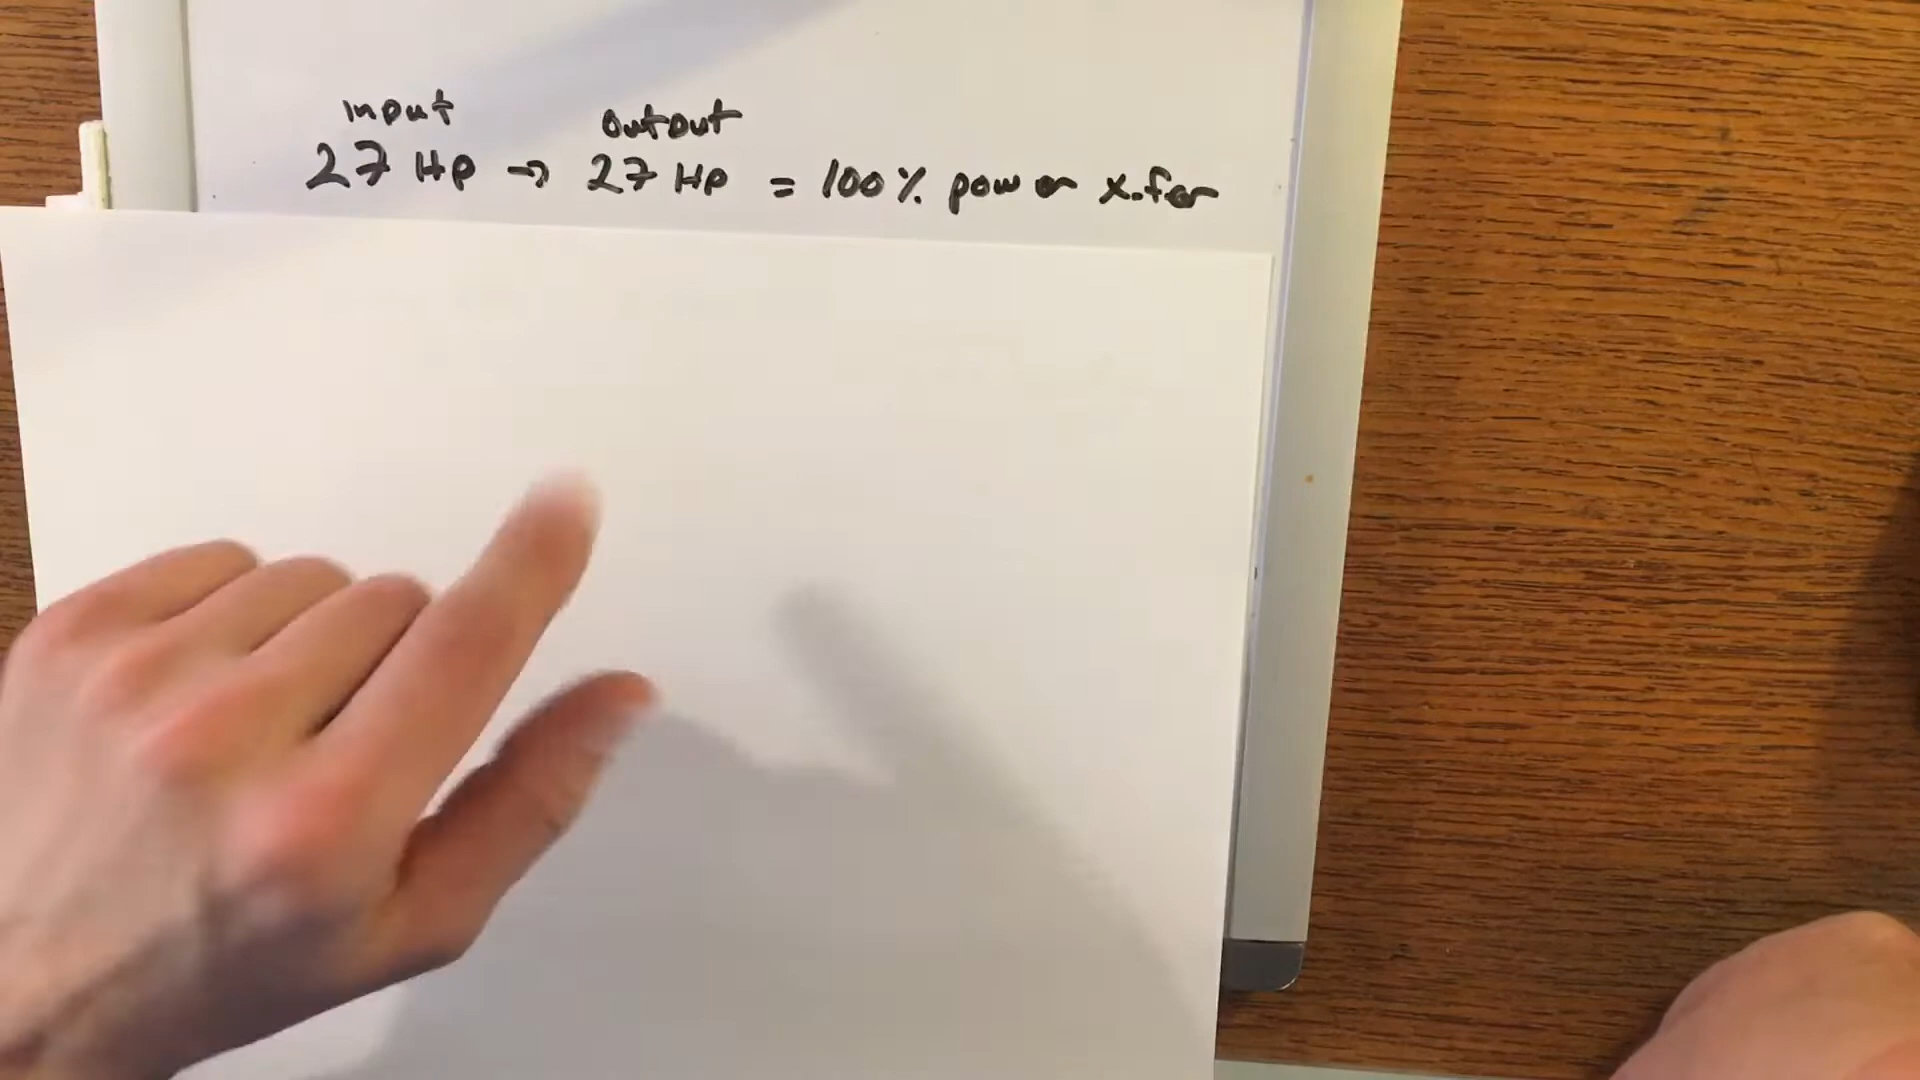 Input Output
27 HP → 27 HP = 100% power x.fer